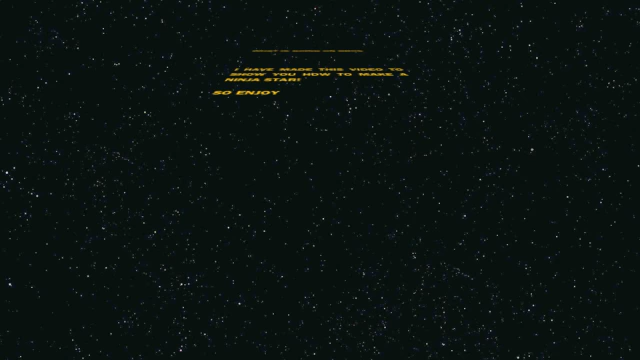 I HAVE MADE THIS VIDEO TO
SHOW YOU HOW TO MAKE A
NINJA STAR!
SO ENJOY